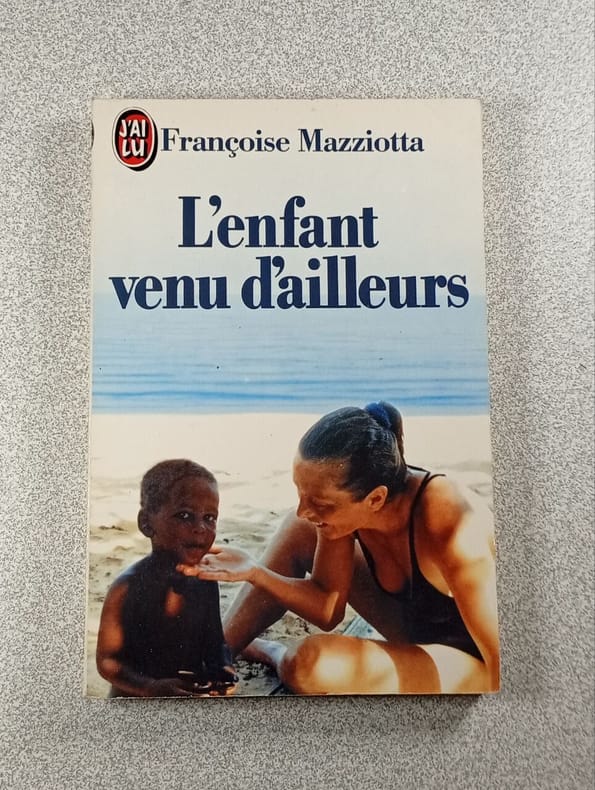 J'AI
LU
Françoise Mazziotta
L'enfant
venu d'ailleurs